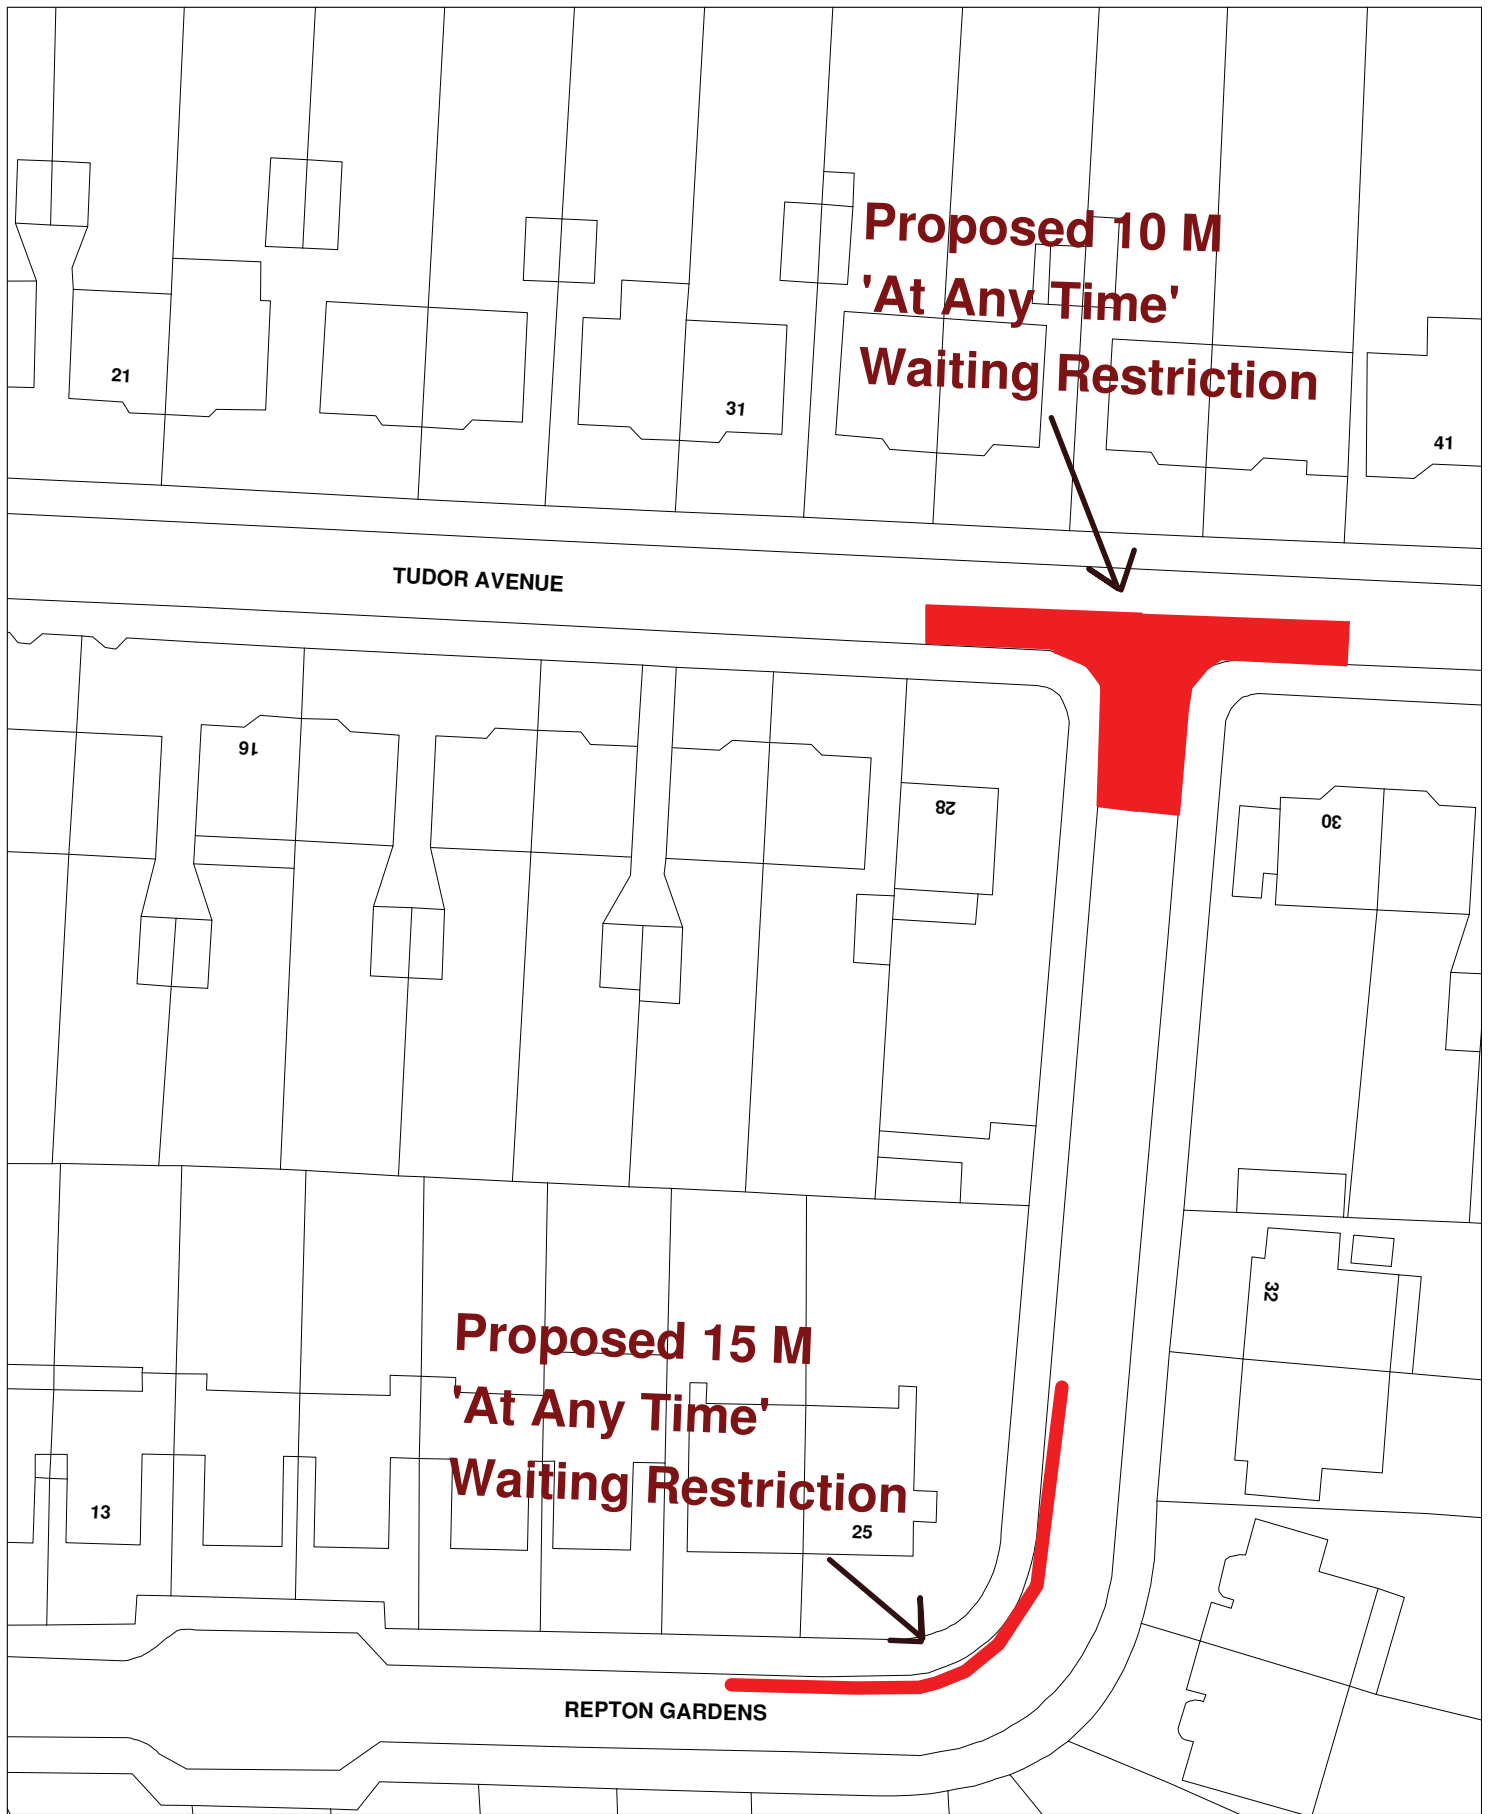 Proposed 10 M
'At Any Time'
Waiting Restriction
21
31
41
TUDOR AVENUE
16
28
30
32
Proposed 15 M
'At Any Time'
Waiting Restriction
13
25
REPTON GARDENS